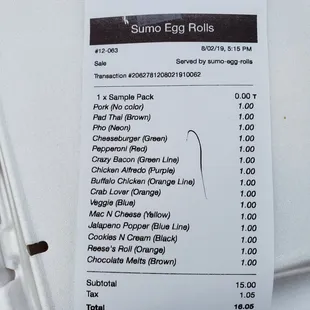 Sumo Egg Rolls
#12-063 8/02/19, 5:15 PM
Sale Served by sumo-egg-rolls
Transaction #2062781208021910062
1 x Sample Pack 0.00 T
Pork (No color) 1.00
Pad Thai (Brown) 1.00
Pho (Neon) 1.00
Cheeseburger (Green) 1.00
Pepperoni (Red) 1.00
Crazy Bacon (Green Line) 1.00
Chicken Alfredo (Purple) 1.00
Buffalo Chicken (Orange Line) 1.00
Crab Lover (Orange) 1.00
Veggie (Blue) 1.00
Mac N Cheese (Yellow) 1.00
Jalapeno Popper (Blue Line) 1.00
Cookies N Cream (Black) 1.00
Reese's Roll (Orange) 1.00
Chocolate Melts (Brown) 1.00
Subtotal 15.00
Tax 1.05
Total 16.05